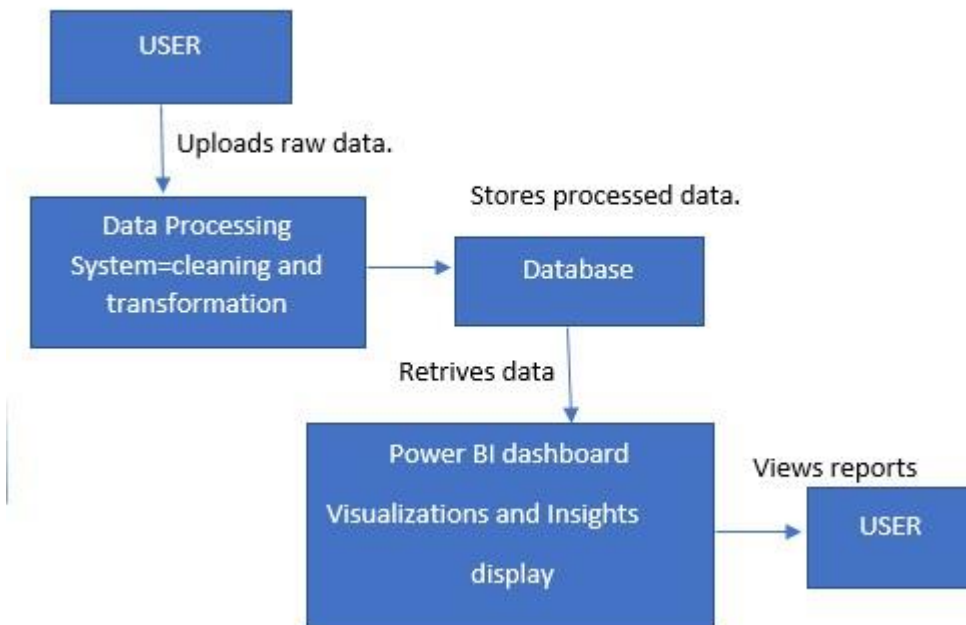 USER
Uploads raw data.
Stores processed data.
Data Processing
System=cleaning and
transformation
Database
Retrives data
Power BI dashboard
Visualizations and Insights
display
Views reports
USER